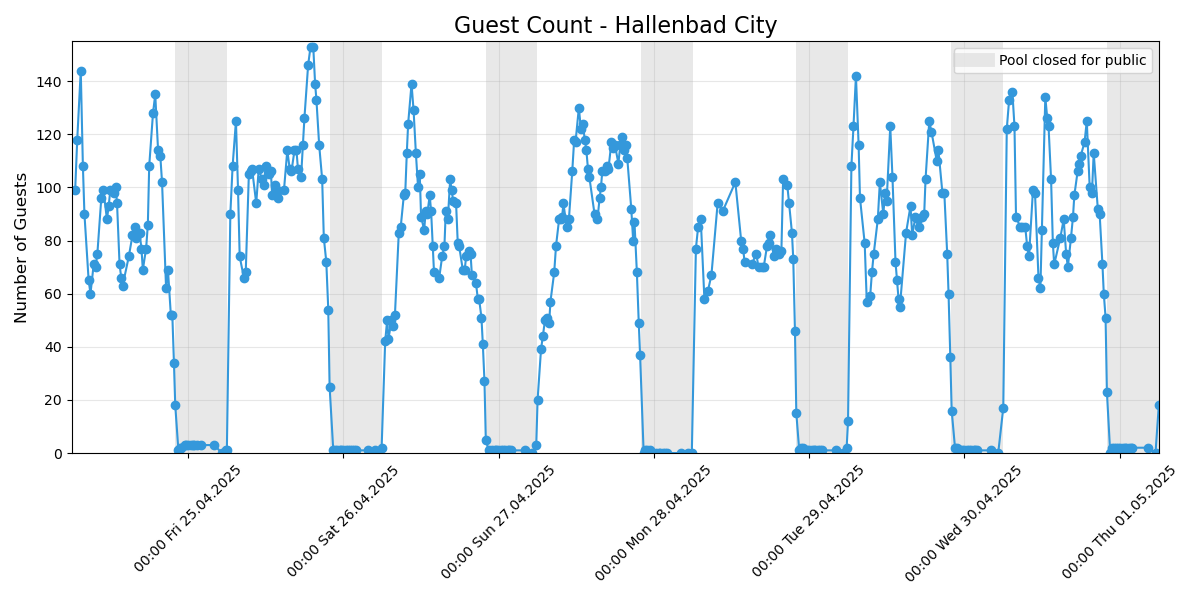 Guest Count - Hallenbad City
Pool closed for public
Number of Guests
140
120
100
80
60
40
20
0
00:00 Fri 25.04.2025
00:00 Sat 26.04.2025
00:00 Sun 27.04.2025
00:00 Mon 28.04.2025
00:00 Tue 29.04.2025
00:00 Wed 30.04.2025
00:00 Thu 01.05.2025